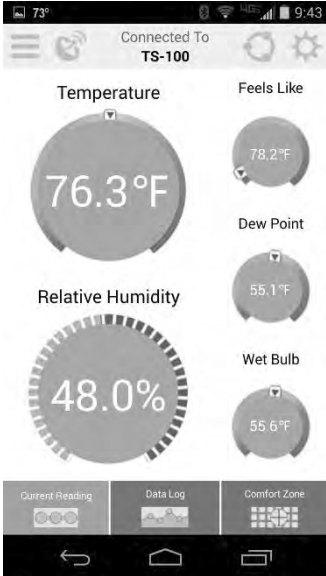 73° 4G 9:43
Connected To
TS-100
Temperature
76.3°F
Feels Like
78.2°F
Dew Point
55.1°F
Relative Humidity
48.0%
Wet Bulb
55.6°F
Current Reading
Data Log
Comfort Zone